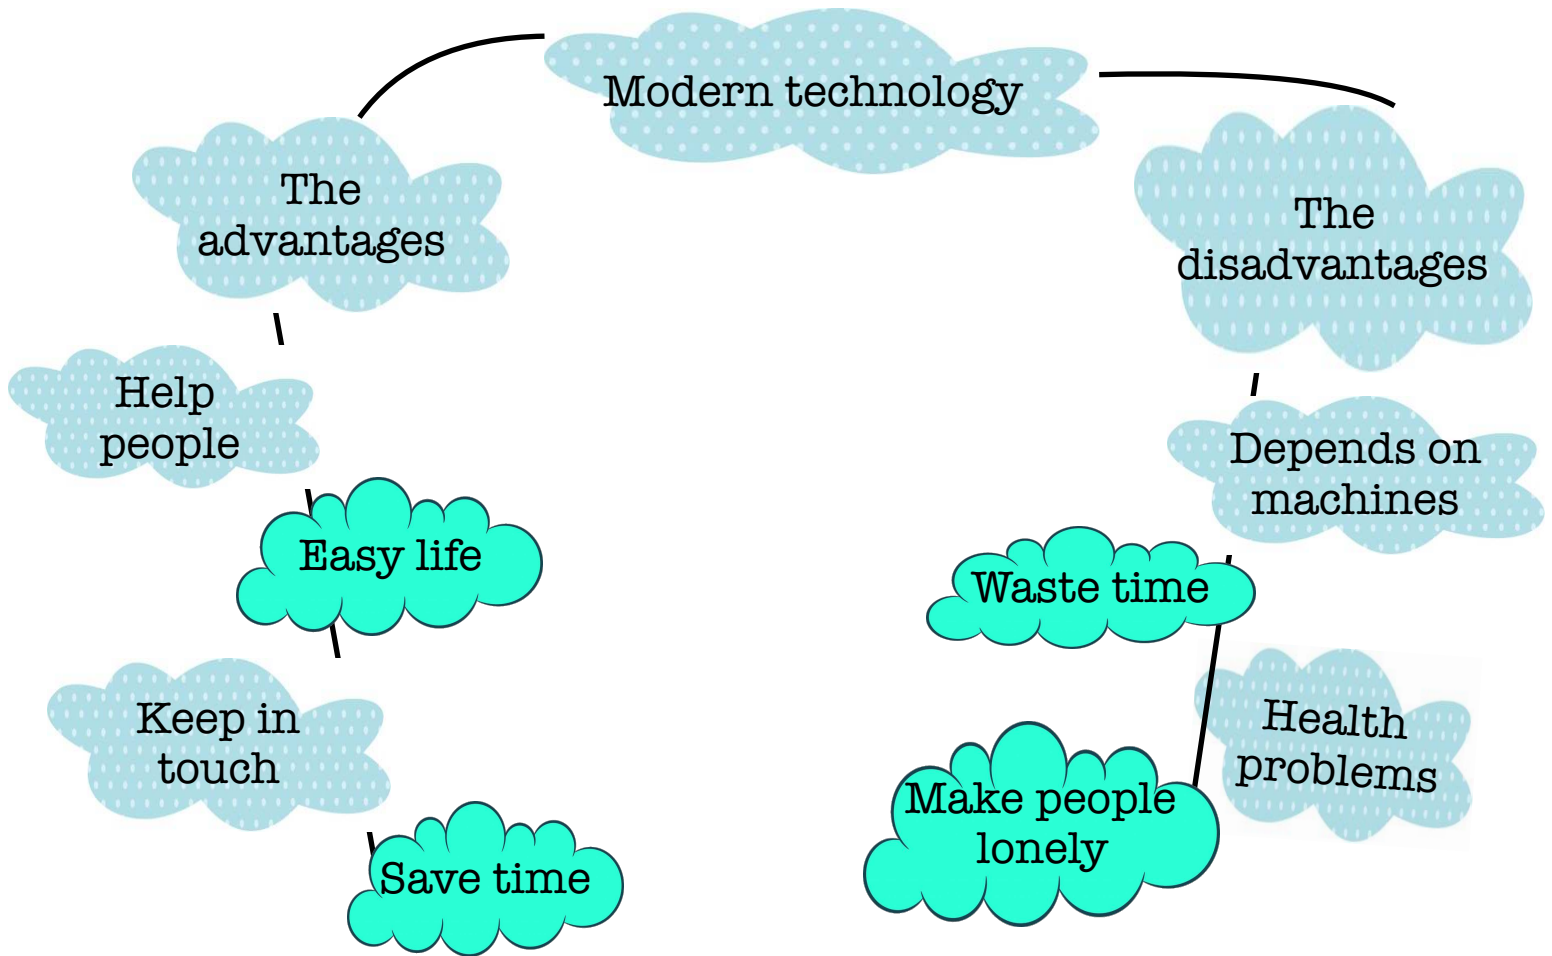 Modern technology
The
advantages
Help
people
Easy life
Keep in
touch
Save time
The
disadvantages
Depends on
machines
Waste time
Health
problems
Make people
lonely